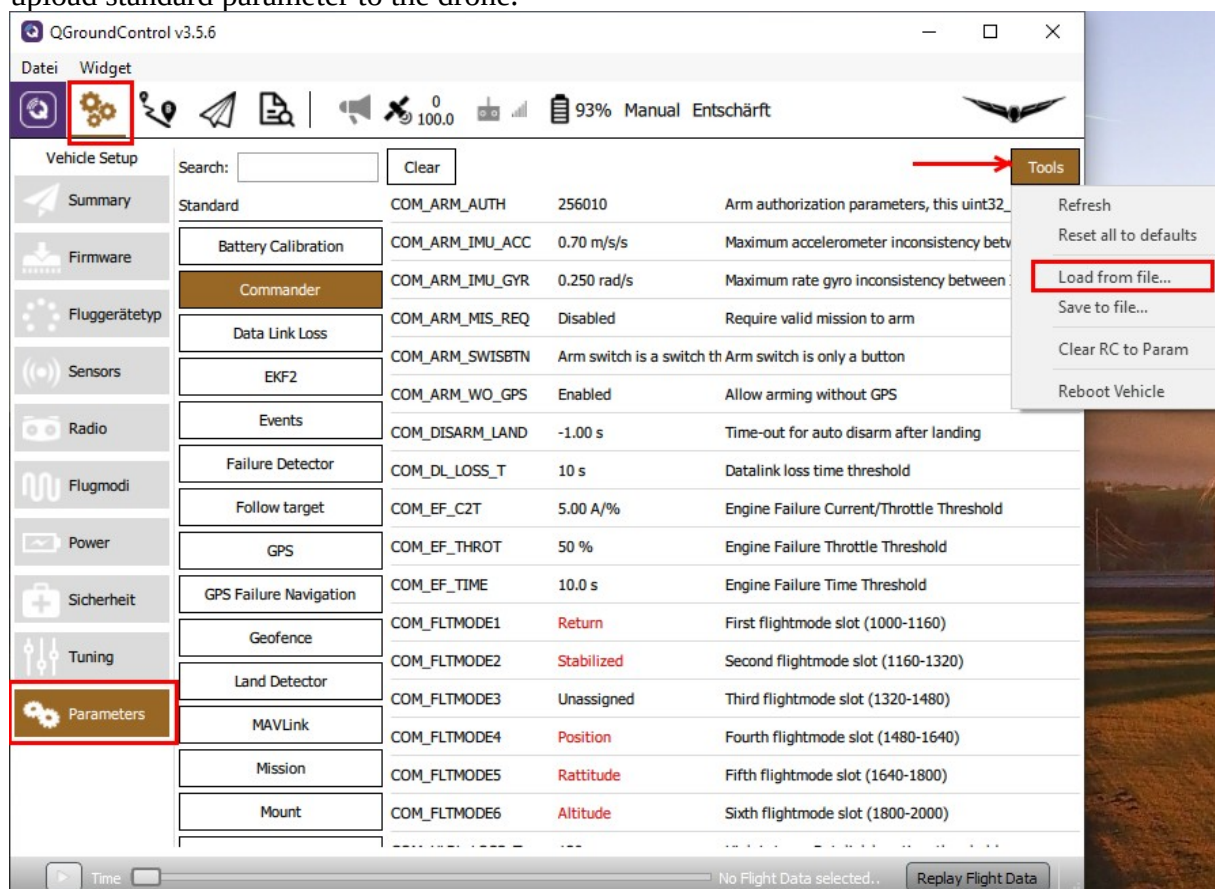 upload standard parameter to the drone.
QGroundControl v3.5.6
Datei Widget
0
100.0
93% Manual Entschärft
Vehicle Setup
Search:
Clear
Tools
Summary
Firmware
Fluggerätetyp
Sensors
Radio
Flugmodi
Power
Sicherheit
Tuning
Parameters
Standard
Battery Calibration
Commander
Data Link Loss
EKF2
Events
Failure Detector
Follow target
GPS
GPS Failure Navigation
Geofence
Land Detector
MAVLink
Mission
Mount
COM_ARM_AUTH 256010 Arm authorization parameters, this uint32_
COM_ARM_IMU_ACC 0.70 m/s/s Maximum accelerometer inconsistency betw
COM_ARM_IMU_GYR 0.250 rad/s Maximum rate gyro inconsistency between
COM_ARM_MIS_REQ Disabled Require valid mission to arm
COM_ARM_SWISBTN Arm switch is a switch th Arm switch is only a button
COM_ARM_WO_GPS Enabled Allow arming without GPS
COM_DISARM_LAND -1.00 s Time-out for auto disarm after landing
COM_DL_LOSS_T 10 s Datalink loss time threshold
COM_EF_C2T 5.00 A/% Engine Failure Current/Throttle Threshold
COM_EF_THROT 50 % Engine Failure Throttle Threshold
COM_EF_TIME 10.0 s Engine Failure Time Threshold
COM_FLTMODE1 Return First flightmode slot (1000-1160)
COM_FLTMODE2 Stabilized Second flightmode slot (1160-1320)
COM_FLTMODE3 Unassigned Third flightmode slot (1320-1480)
COM_FLTMODE4 Position Fourth flightmode slot (1480-1640)
COM_FLTMODE5 Rattitude Fifth flightmode slot (1640-1800)
COM_FLTMODE6 Altitude Sixth flightmode slot (1800-2000)
Refresh
Reset all to defaults
Load from file...
Save to file...
Clear RC to Param
Reboot Vehicle
Time
No Flight Data selected..
Replay Flight Data